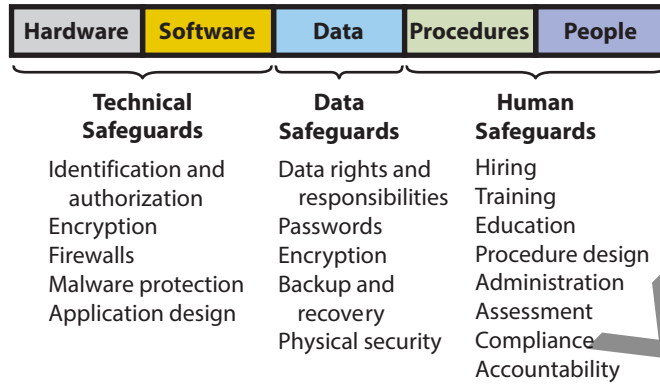 Hardware Software Data Procedures People
Technical Safeguards
Identification and
authorization
Encryption
Firewalls
Malware protection
Application design
Data Safeguards
Data rights and
responsibilities
Passwords
Encryption
Backup and
recovery
Physical security
Human Safeguards
Hiring
Training
Education
Procedure design
Administration
Assessment
Compliance
Accountability